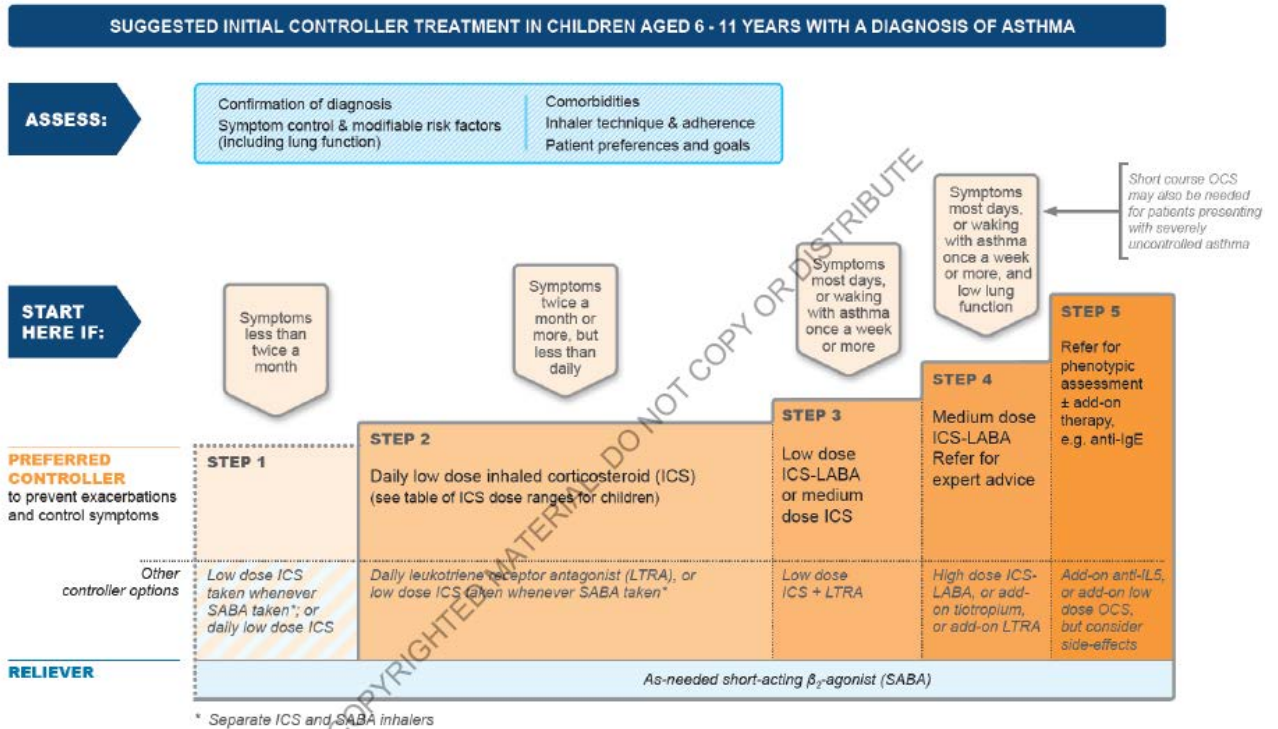 SUGGESTED INITIAL CONTROLLER TREATMENT IN CHILDREN AGED 6 - 11 YEARS WITH A DIAGNOSIS OF ASTHMA
ASSESS:
Confirmation of diagnosis
Symptom control & modifiable risk factors
(including lung function)
Comorbidities
Inhaler technique & adherence
Patient preferences and goals
START
HERE IF:
Symptoms
less than
twice a
month
Symptoms
twice a
month or
more, but
less than
daily
Symptoms
most days,
or waking
with asthma
once a week
or more
Symptoms
most days,
or waking
with asthma
once a week
or more, and
low lung
function
Short course OCS
may also be needed
for patients presenting
with severely
uncontrolled asthma
PREFERRED
CONTROLLER
to prevent exacerbations
and control symptoms
STEP 1
STEP 2
Daily low dose inhaled corticosteroid (ICS)
(see table of ICS dose ranges for children)
STEP 3
Low dose
ICS-LABA
or medium
dose ICS
STEP 4
Medium dose
ICS-LABA
Refer for
expert advice
STEP 5
Refer for
phenotypic
assessment
± add-on
therapy,
e.g. anti-IgE
Other
controller options
Low dose ICS
taken whenever
SABA taken*; or
daily low dose ICS
Daily leukotriene receptor antagonist (LTRA), or
low dose ICS taken whenever SABA taken*
Low dose
ICS + LTRA
High dose ICS-
LABA, or add-
on tiotropium,
or add-on LTRA
Add-on anti-IL5,
or add-on low
dose OCS,
but consider
side-effects
RELIEVER
As-needed short-acting β₂-agonist (SABA)
* Separate ICS and SABA inhalers
COPYRIGHTED MATERIAL DO NOT COPY OR DISTRIBUTE